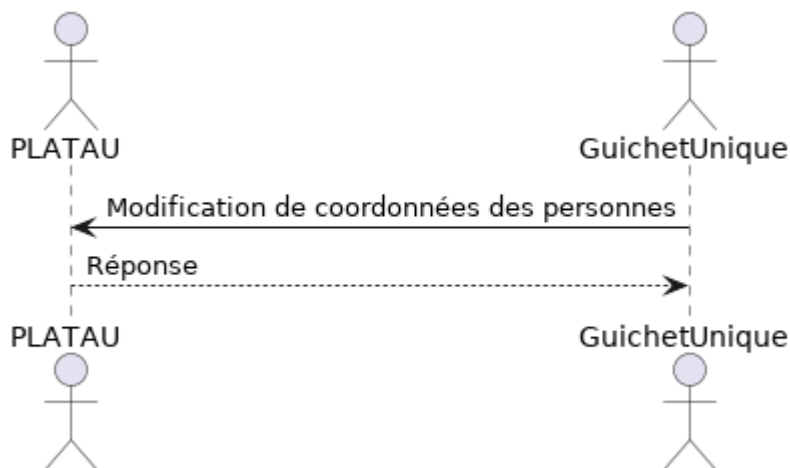 PLATAU
GuichetUnique
Modification de coordonnées des personnes
Réponse
PLATAU
GuichetUnique